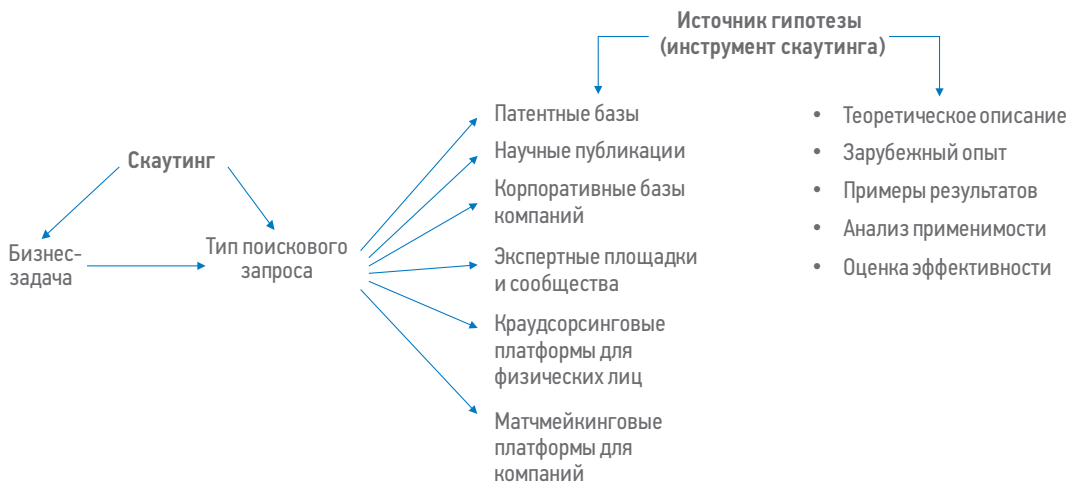 Источник гипотезы
(инструмент скаутинга)
Скаутинг
Бизнес-
задача
Тип поискового
запроса
Патентные базы
Научные публикации
Корпоративные базы
компаний
Экспертные площадки
и сообщества
Краудсорсинговые
платформы для
физических лиц
Матчмейкинговые
платформы для
компаний
• Теоретическое описание
• Зарубежный опыт
• Примеры результатов
• Анализ применимости
• Оценка эффективности